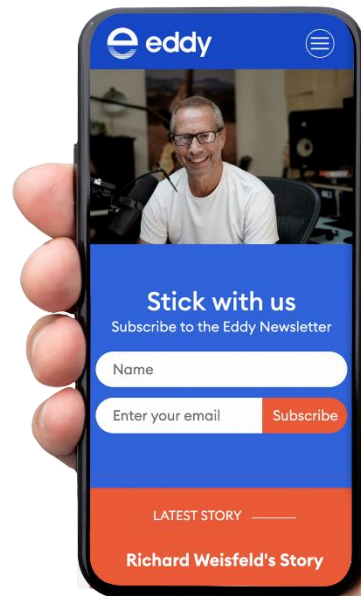 eddy
Stick with us
Subscribe to the Eddy Newsletter
Name
Enter your email Subscribe
LATEST STORY
Richard Weisfeld's Story